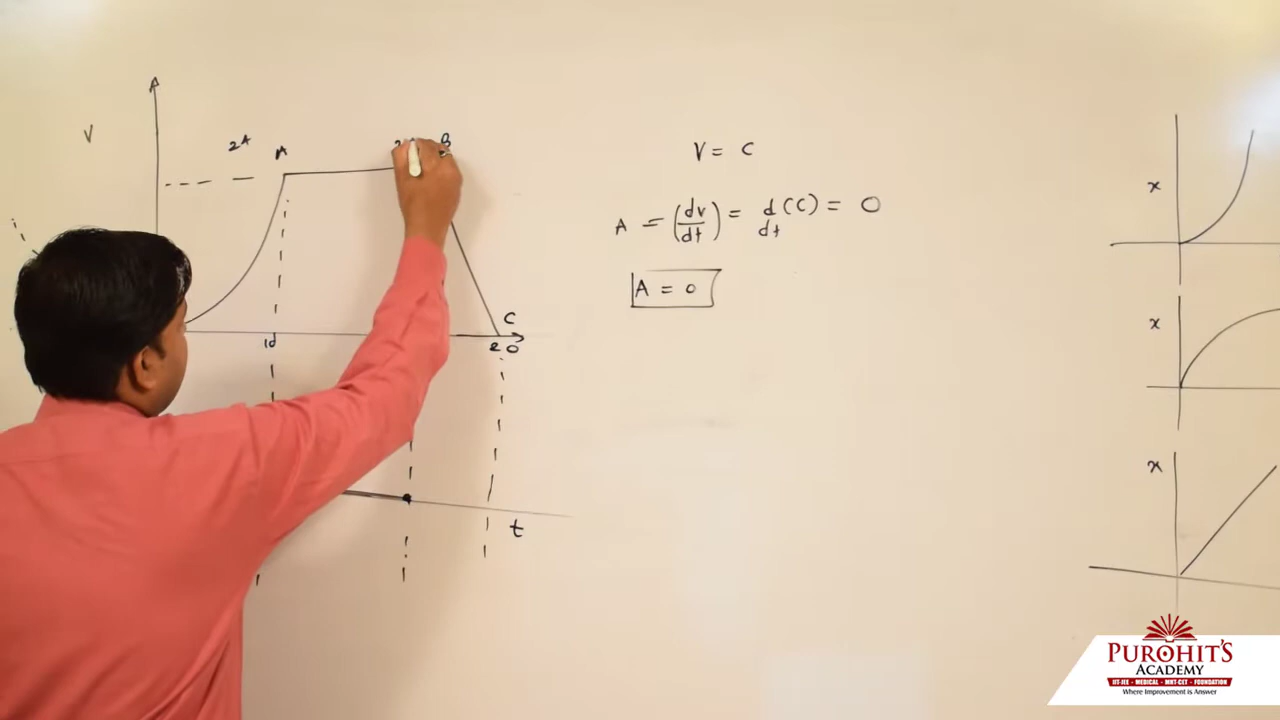 V
2A
A
B
C
10
20
t
V = C
A = (dv/dt) = d/dt (C) = 0
A = 0
x
x
x
PUROHIT'S
ACADEMY
IIT-JEE - MEDICAL - MHT-CET - FOUNDATION
Where Improvement is Answer